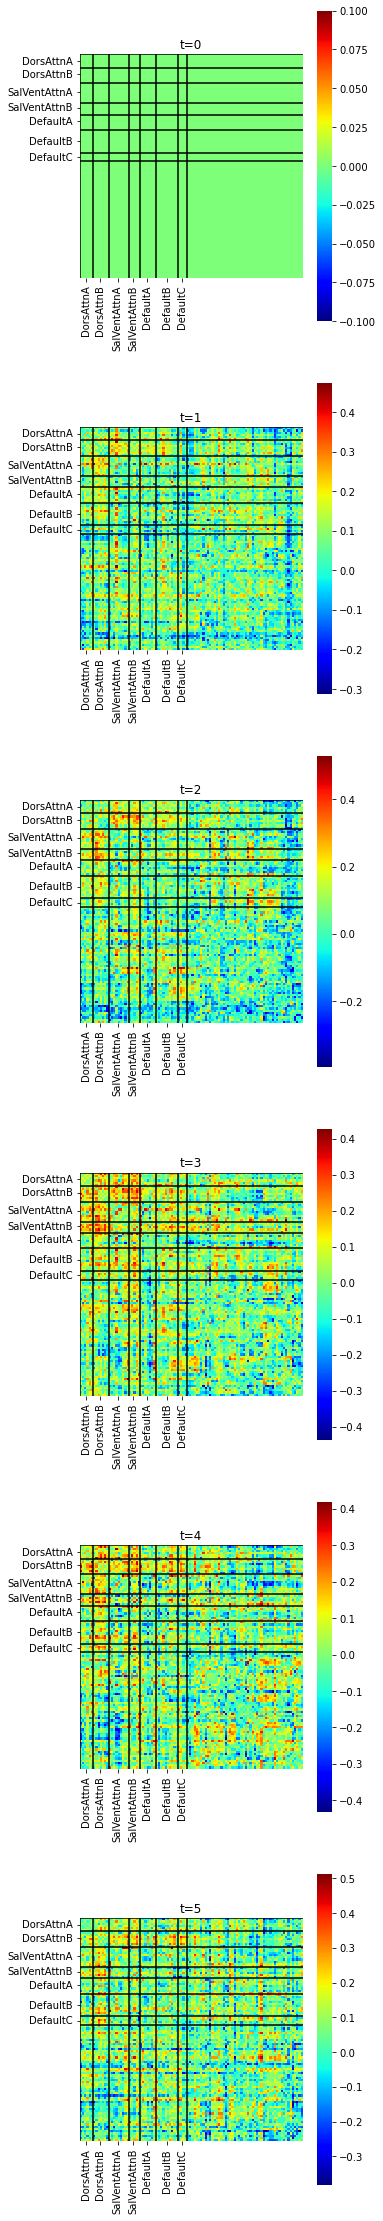 t=0
DorsAttnA
DorsAttnB
SalVentAttnA
SalVentAttnB
DefaultA
DefaultB
DefaultC
DorsAttnA
DorsAttnB
SalVentAttnA
SalVentAttnB
DefaultA
DefaultB
DefaultC
0.100
0.075
0.050
0.025
0.000
−0.025
−0.050
−0.075
−0.100
t=1
DorsAttnA
DorsAttnB
SalVentAttnA
SalVentAttnB
DefaultA
DefaultB
DefaultC
DorsAttnA
DorsAttnB
SalVentAttnA
SalVentAttnB
DefaultA
DefaultB
DefaultC
0.4
0.3
0.2
0.1
0.0
−0.1
−0.2
−0.3
t=2
DorsAttnA
DorsAttnB
SalVentAttnA
SalVentAttnB
DefaultA
DefaultB
DefaultC
DorsAttnA
DorsAttnB
SalVentAttnA
SalVentAttnB
DefaultA
DefaultB
DefaultC
0.4
0.2
0.0
−0.2
t=3
DorsAttnA
DorsAttnB
SalVentAttnA
SalVentAttnB
DefaultA
DefaultB
DefaultC
DorsAttnA
DorsAttnB
SalVentAttnA
SalVentAttnB
DefaultA
DefaultB
DefaultC
0.4
0.3
0.2
0.1
0.0
−0.1
−0.2
−0.3
−0.4
t=4
DorsAttnA
DorsAttnB
SalVentAttnA
SalVentAttnB
DefaultA
DefaultB
DefaultC
DorsAttnA
DorsAttnB
SalVentAttnA
SalVentAttnB
DefaultA
DefaultB
DefaultC
0.4
0.3
0.2
0.1
0.0
−0.1
−0.2
−0.3
−0.4
t=5
DorsAttnA
DorsAttnB
SalVentAttnA
SalVentAttnB
DefaultA
DefaultB
DefaultC
DorsAttnA
DorsAttnB
SalVentAttnA
SalVentAttnB
DefaultA
DefaultB
DefaultC
0.5
0.4
0.3
0.2
0.1
0.0
−0.1
−0.2
−0.3